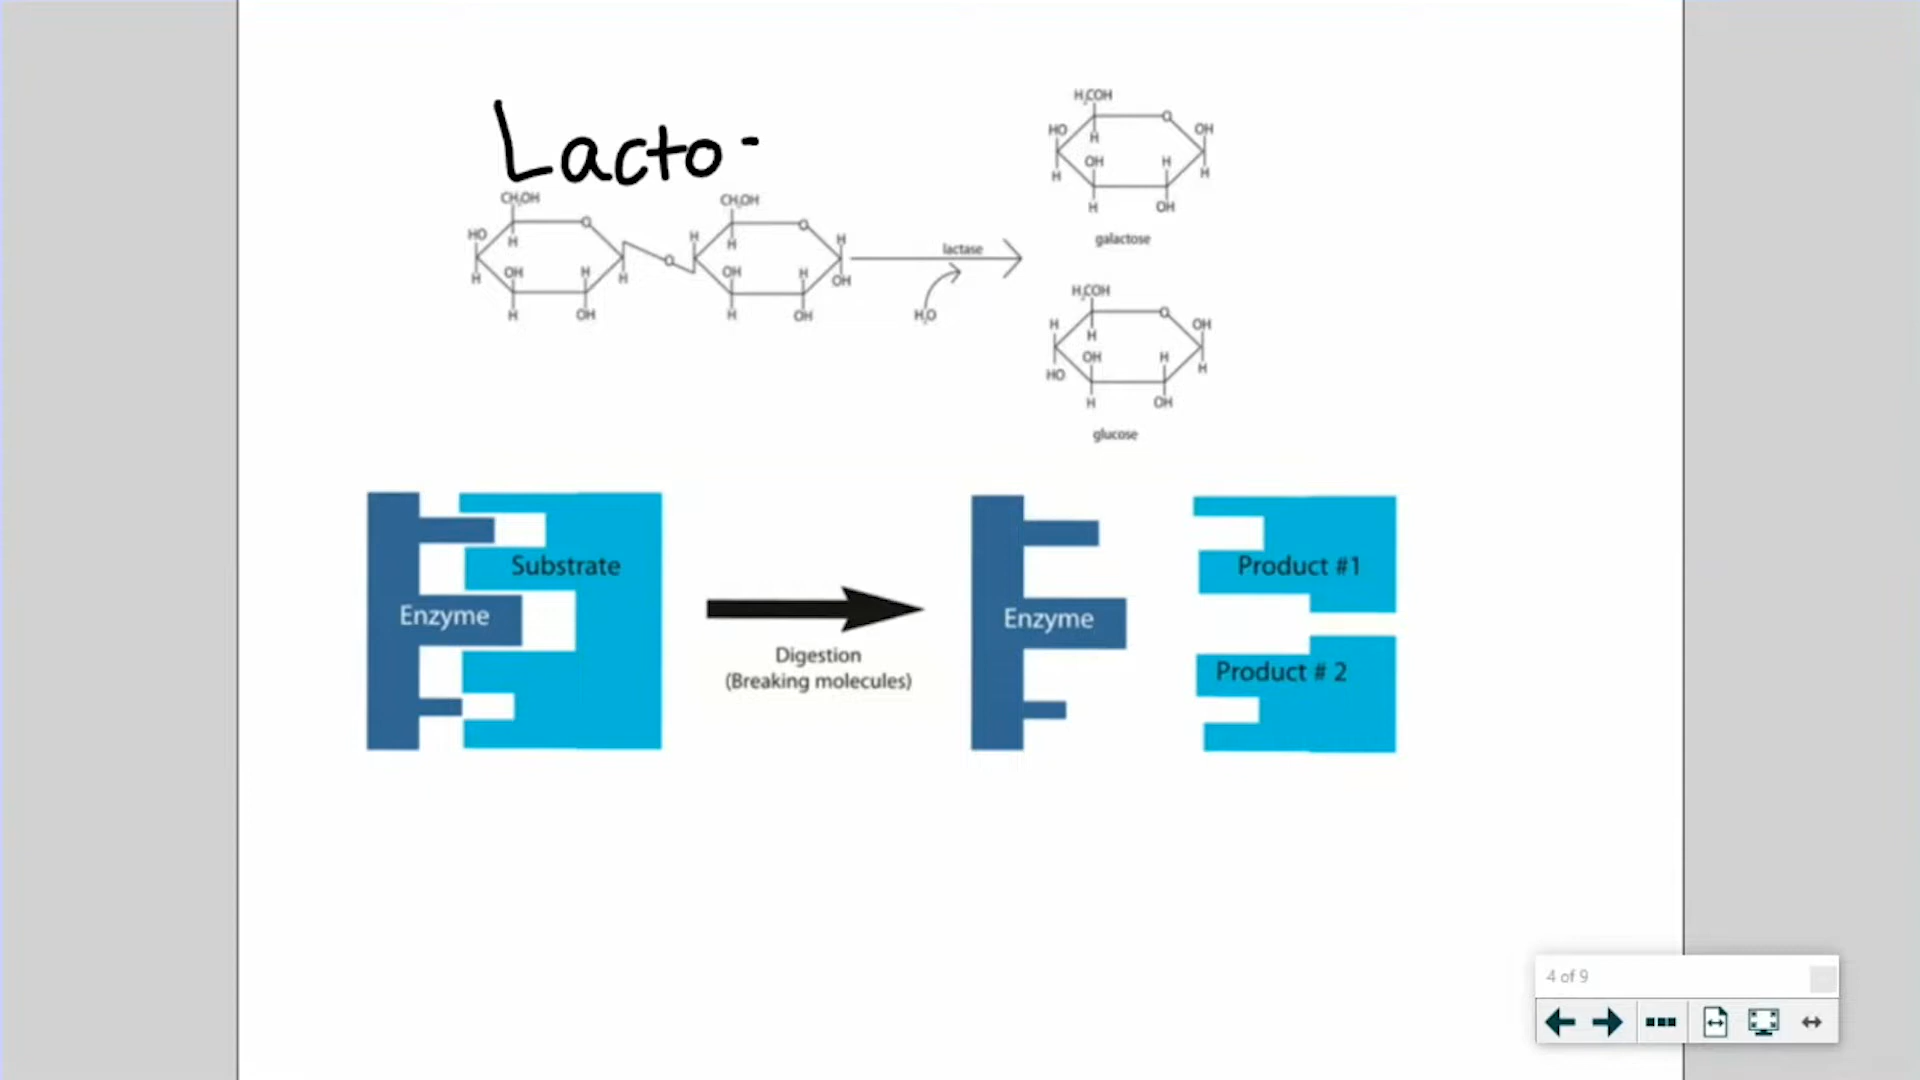 Lacto-
CH2OH
O
HO
H
OH
H
H
H
H
OH
O
CH2OH
O
H
H
H
OH
H
OH
H
OH
lactase
H2O
H2COH
O
HO
H
OH
OH
H
H
H
H
OH
galactose
H2COH
O
H
H
OH
OH
H
HO
H
H
OH
glucose
Substrate
Enzyme
Digestion
(Breaking molecules)
Enzyme
Product #1
Product # 2
4 of 9